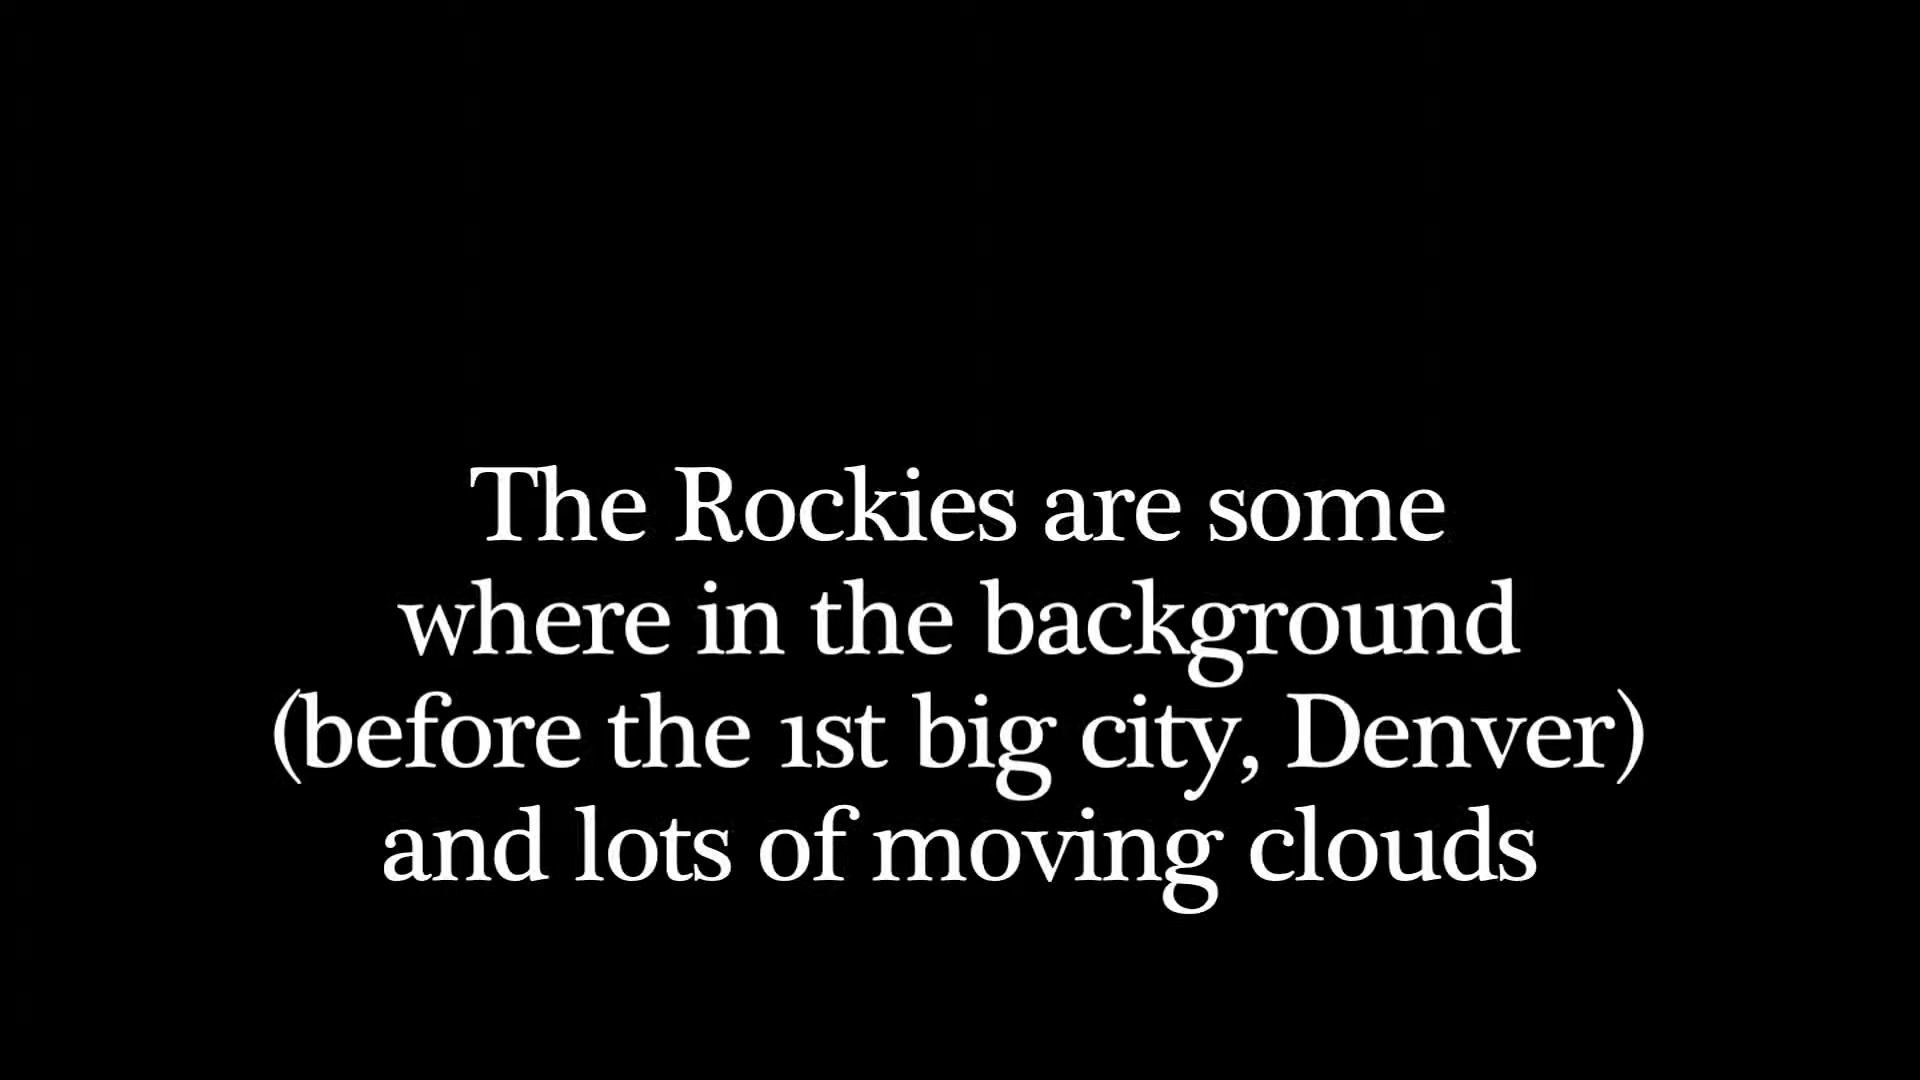 The Rockies are some
where in the background
(before the 1st big city, Denver)
and lots of moving clouds